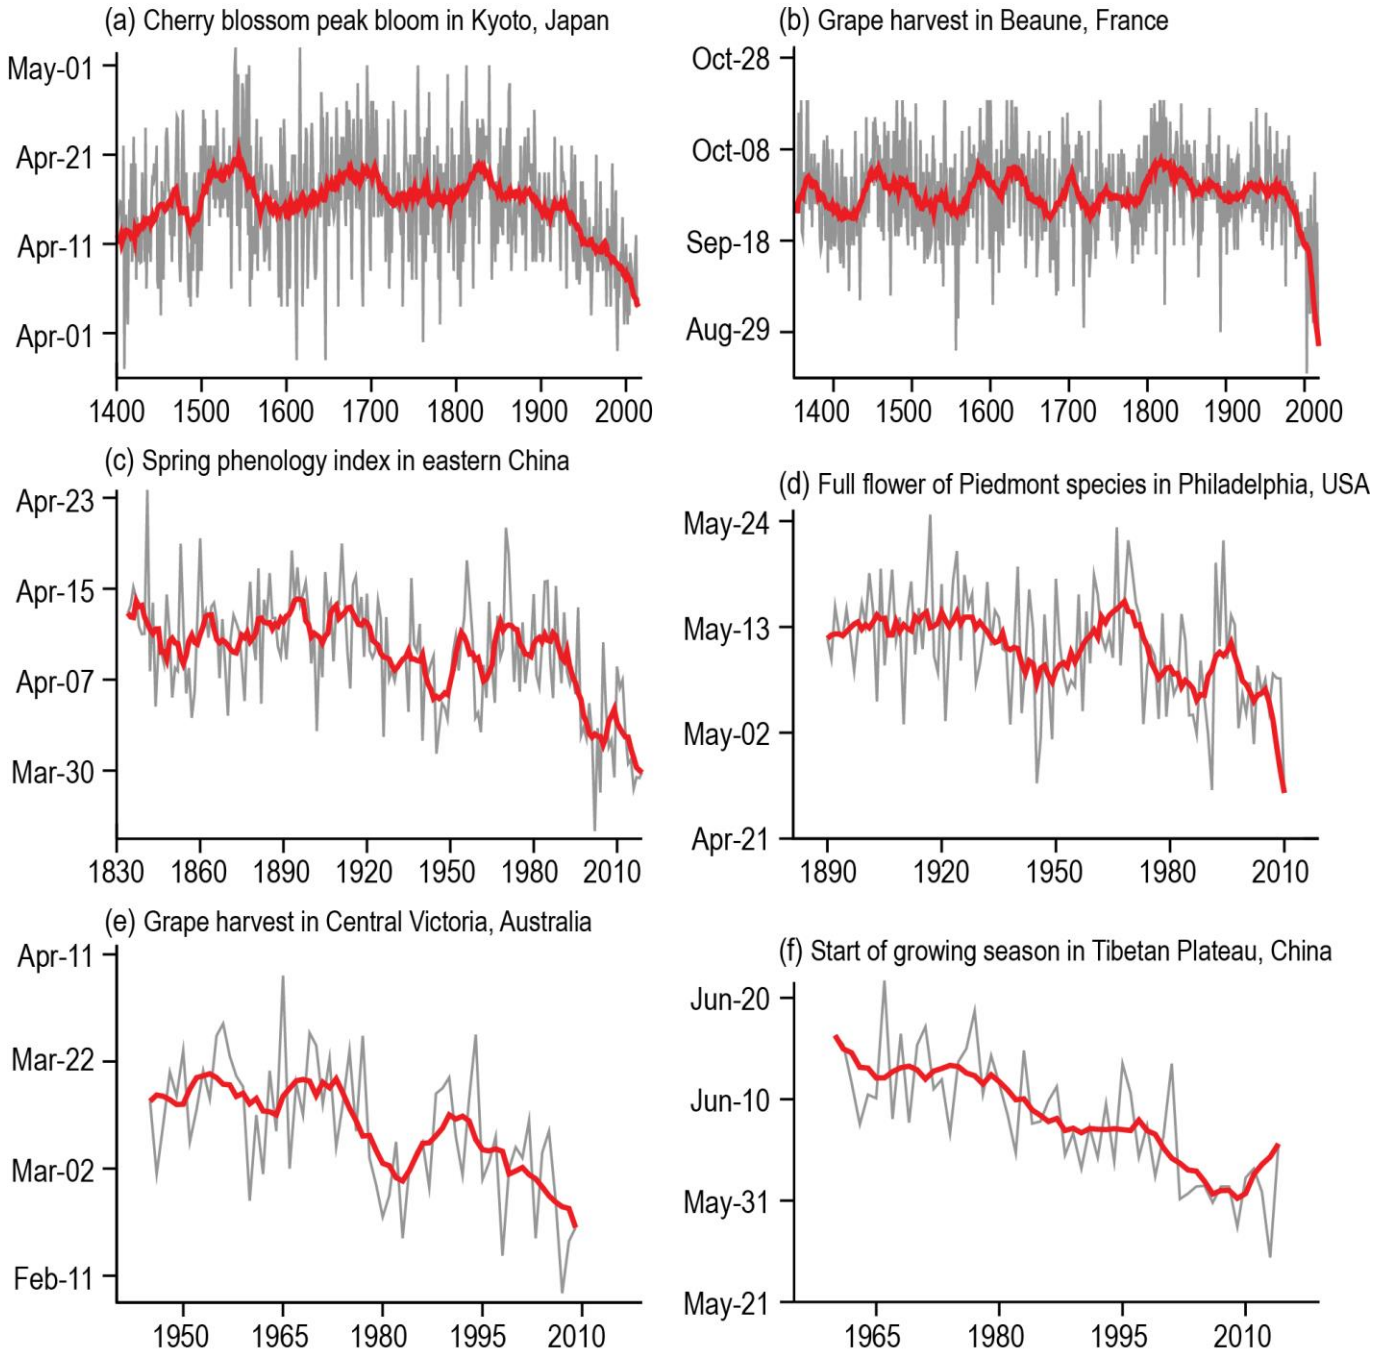 (a) Cherry blossom peak bloom in Kyoto, Japan
May-01
Apr-21
Apr-11
Apr-01
1400 1500 1600 1700 1800 1900 2000
(b) Grape harvest in Beaune, France
Oct-28
Oct-08
Sep-18
Aug-29
1400 1500 1600 1700 1800 1900 2000
(c) Spring phenology index in eastern China
Apr-23
Apr-15
Apr-07
Mar-30
1830 1860 1890 1920 1950 1980 2010
(d) Full flower of Piedmont species in Philadelphia, USA
May-24
May-13
May-02
Apr-21
1890 1920 1950 1980 2010
(e) Grape harvest in Central Victoria, Australia
Apr-11
Mar-22
Mar-02
Feb-11
1950 1965 1980 1995 2010
(f) Start of growing season in Tibetan Plateau, China
Jun-20
Jun-10
May-31
May-21
1965 1980 1995 2010